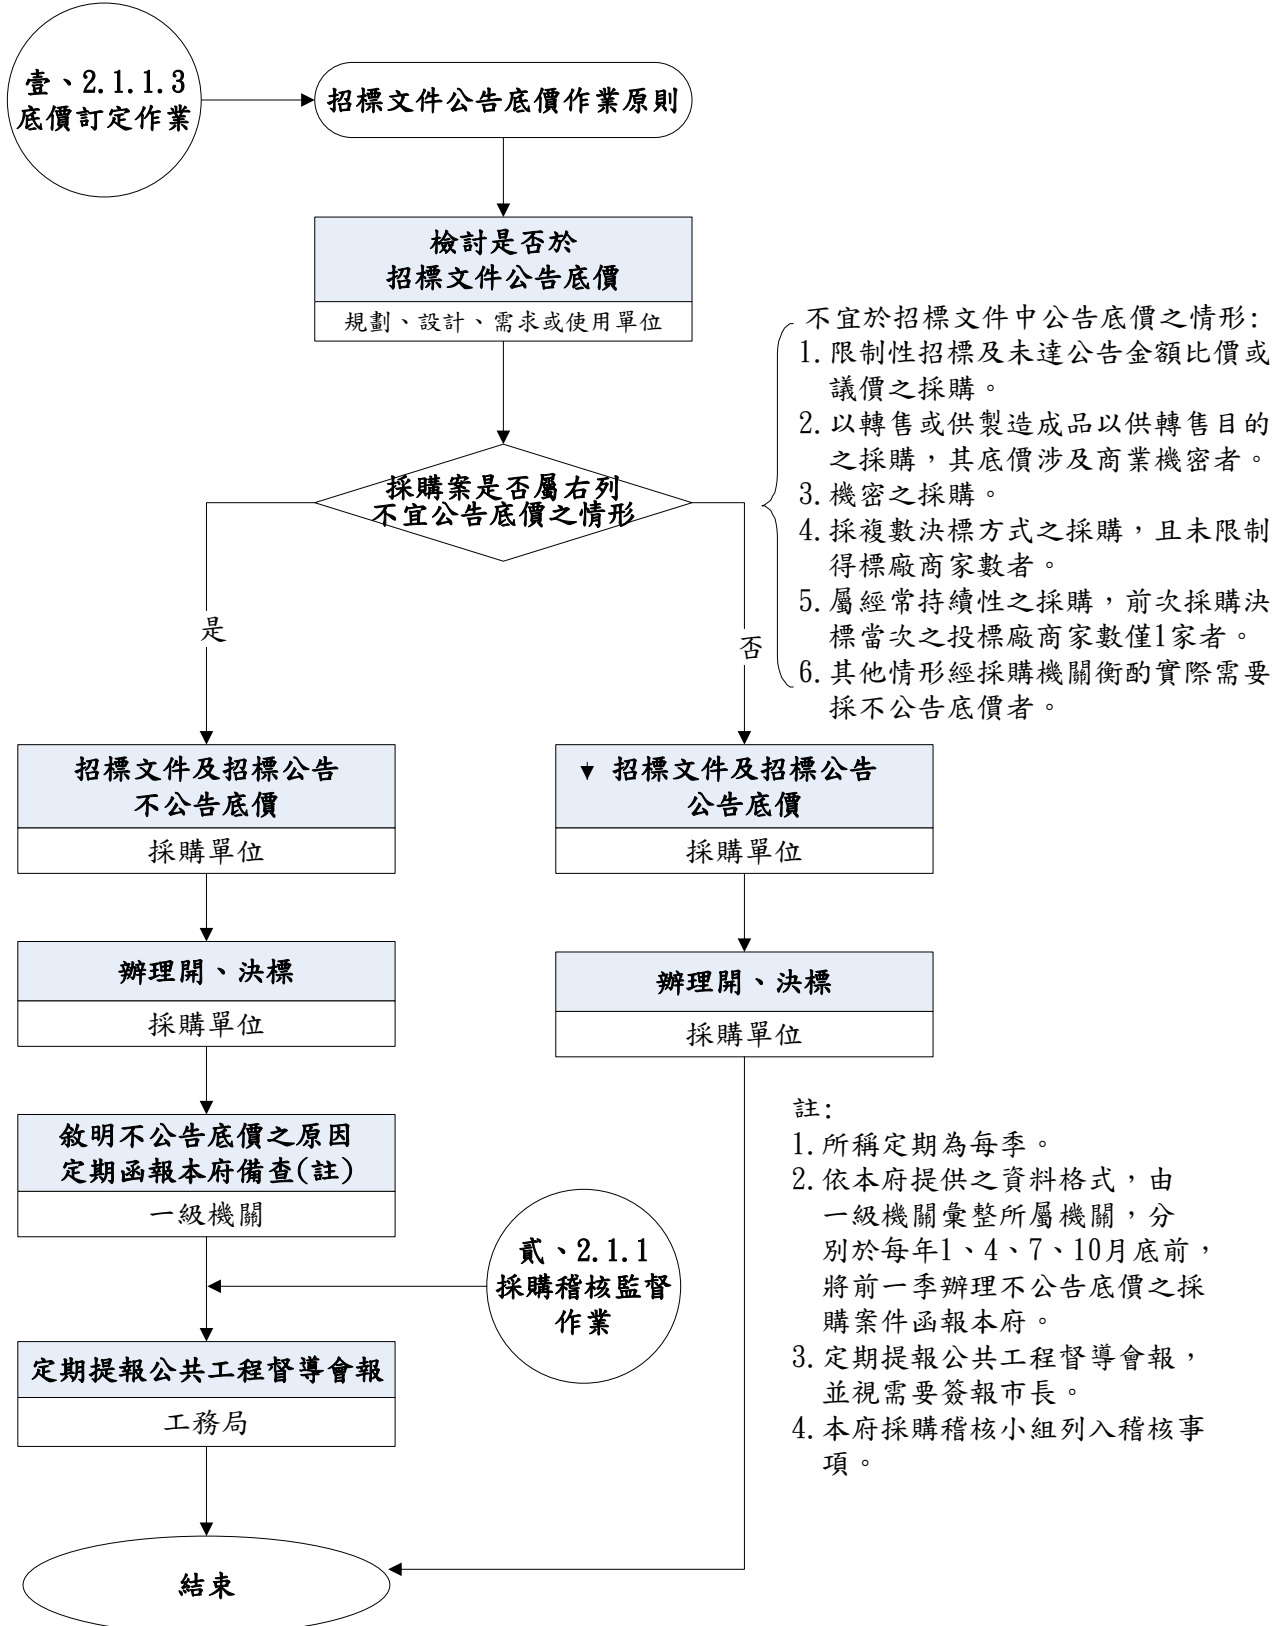 壹、2.1.1.3
底價訂定作業
招標文件公告底價作業原則
檢討是否於
招標文件公告底價
規劃、設計、需求或使用單位
不宜於招標文件中公告底價之情形:
1.限制性招標及未達公告金額比價或
議價之採購。
2.以轉售或供製造成品以供轉售目的
之採購，其底價涉及商業機密者。
3.機密之採購。
4.採複數決標方式之採購，且未限制
得標廠商家數者。
5.屬經常持續性之採購，前次採購決
標當次之投標廠商家數僅1家者。
6.其他情形經採購機關衡酌實際需要
採不公告底價者。
採購案是否屬右列
不宜公告底價之情形
是
否
招標文件及招標公告
不公告底價
採購單位
招標文件及招標公告
公告底價
採購單位
辦理開、決標
採購單位
辦理開、決標
採購單位
敘明不公告底價之原因
定期函報本府備查(註)
一級機關
貳、2.1.1
採購稽核監督
作業
定期提報公共工程督導會報
工務局
註:
1.所稱定期為每季。
2.依本府提供之資料格式，由
一級機關彙整所屬機關，分
別於每年1、4、7、10月底前，
將前一季辦理不公告底價之採
購案件函報本府。
3.定期提報公共工程督導會報，
並視需要簽報市長。
4.本府採購稽核小組列入稽核事
項。
結束